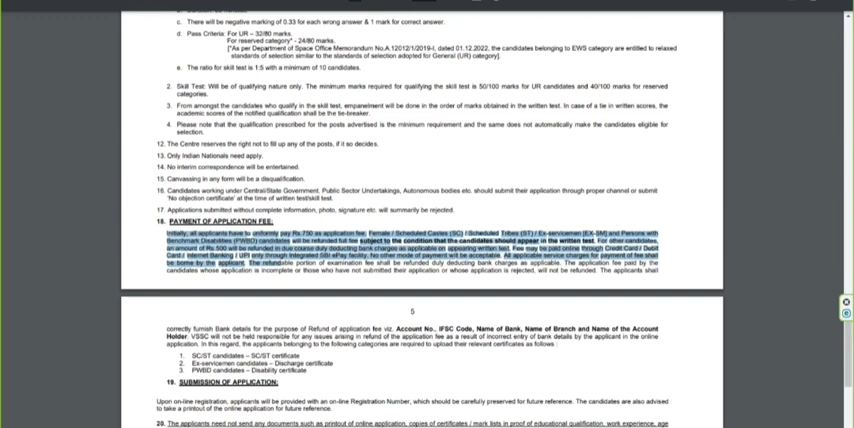 c. There will be negative marking of 0.33 for each wrong answer & 1 mark for correct answer.
d. Pass Criteria: For UR – 32/80 marks.
For reserved category* - 24/80 marks.
[*As per Department of Space Office Memorandum No.A.12012/1/2019-I, dated 01.12.2022, the candidates belonging to EWS category are entitled to relaxed
standards of selection similar to the standards of selection adopted for General (UR) category].
e. The ratio for skill test is 1:5 with a minimum of 10 candidates.
2. Skill Test: Will be of qualifying nature only. The minimum marks required for qualifying the skill test is 50/100 marks for UR candidates and 40/100 marks for reserved
categories.
3. From amongst the candidates who qualify in the skill test, empanelment will be done in the order of marks obtained in the written test. In case of a tie in written scores, the
academic scores of the notified qualification shall be the tie-breaker.
4. Please note that the qualification prescribed for the posts advertised is the minimum requirement and the same does not automatically make the candidates eligible for
selection.
12. The Centre reserves the right not to fill up any of the posts, if it so decides.
13. Only Indian Nationals need apply.
14. No interim correspondence will be entertained.
15. Canvassing in any form will be a disqualification.
16. Candidates working under Central/State Government, Public Sector Undertakings, Autonomous bodies etc. should submit their application through proper channel or submit
'No objection certificate' at the time of written test/skill test.
17. Applications submitted without complete information, photo, signature etc. will summarily be rejected.
18. PAYMENT OF APPLICATION FEE:
Initially, all applicants have to uniformly pay Rs.750 as application fee. Female / Scheduled Castes (SC) / Scheduled Tribes (ST) / Ex-servicemen [EX-SM] and Persons with
Benchmark Disabilities (PWBD) candidates will be refunded full fee subject to the condition that the candidates should appear in the written test. For other candidates,
an amount of Rs.500 will be refunded in due course duly deducting bank charges as applicable on appearing written test. Fee may be paid online through Credit Card / Debit
Card / Internet Banking / UPI only through Integrated SBI ePay facility. No other mode of payment will be acceptable. All applicable service charges for payment of fee shall
be borne by the applicant. The refundable portion of examination fee shall be refunded duly deducting bank charges as applicable. The application fee paid by the
candidates whose application is incomplete or those who have not submitted their application or whose application is rejected, will not be refunded. The applicants shall
5
correctly furnish Bank details for the purpose of Refund of application fee viz. Account No., IFSC Code, Name of Bank, Name of Branch and Name of the Account
Holder. VSSC will not be held responsible for any issues arising in refund of the application fee as a result of incorrect entry of bank details by the applicant in the online
application. In this regard, the applicants belonging to the following categories are required to upload their relevant certificates as follows :
1. SC/ST candidates – SC/ST certificate
2. Ex-servicemen candidates – Discharge certificate
3. PWBD candidates – Disability certificate
19. SUBMISSION OF APPLICATION:
Upon on-line registration, applicants will be provided with an on-line Registration Number, which should be carefully preserved for future reference. The candidates are also advised
to take a printout of the online application for future reference.
20. The applicants need not send any documents such as printout of online application, copies of certificates / mark lists in proof of educational qualification, work experience, age